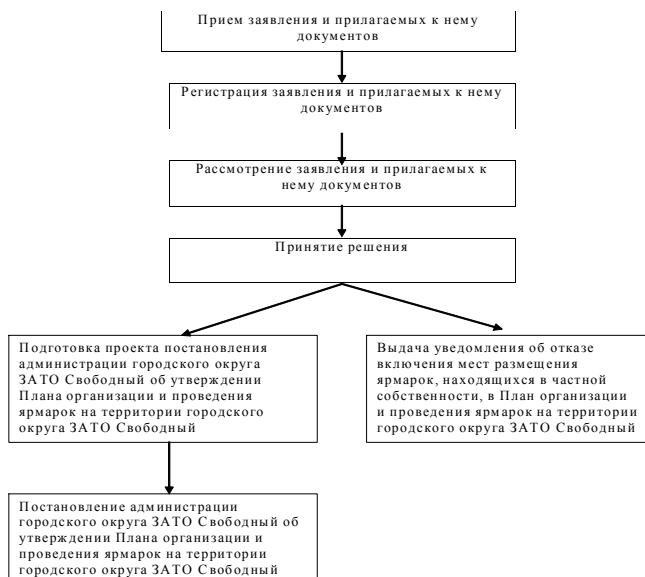 Прием заявления и прилагаемых к нему
документов
Регистрация заявления и прилагаемых к нему
документов
Рассмотрение заявления и прилагаемых к
нему документов
Принятие решения
Подготовка проекта постановления
администрации городского округа
ЗАТО Свободный об утверждении
Плана организации и проведения
ярмарок на территории городского
округа ЗАТО Свободный
Выдача уведомления об отказе
включения мест размещения
ярмарок, находящихся в частной
собственности, в План организации
и проведения ярмарок на территории
городского округа ЗАТО Свободный
Постановление администрации
городского округа ЗАТО Свободный об
утверждении Плана организации и
проведения ярмарок на территории
городского округа ЗАТО Свободный